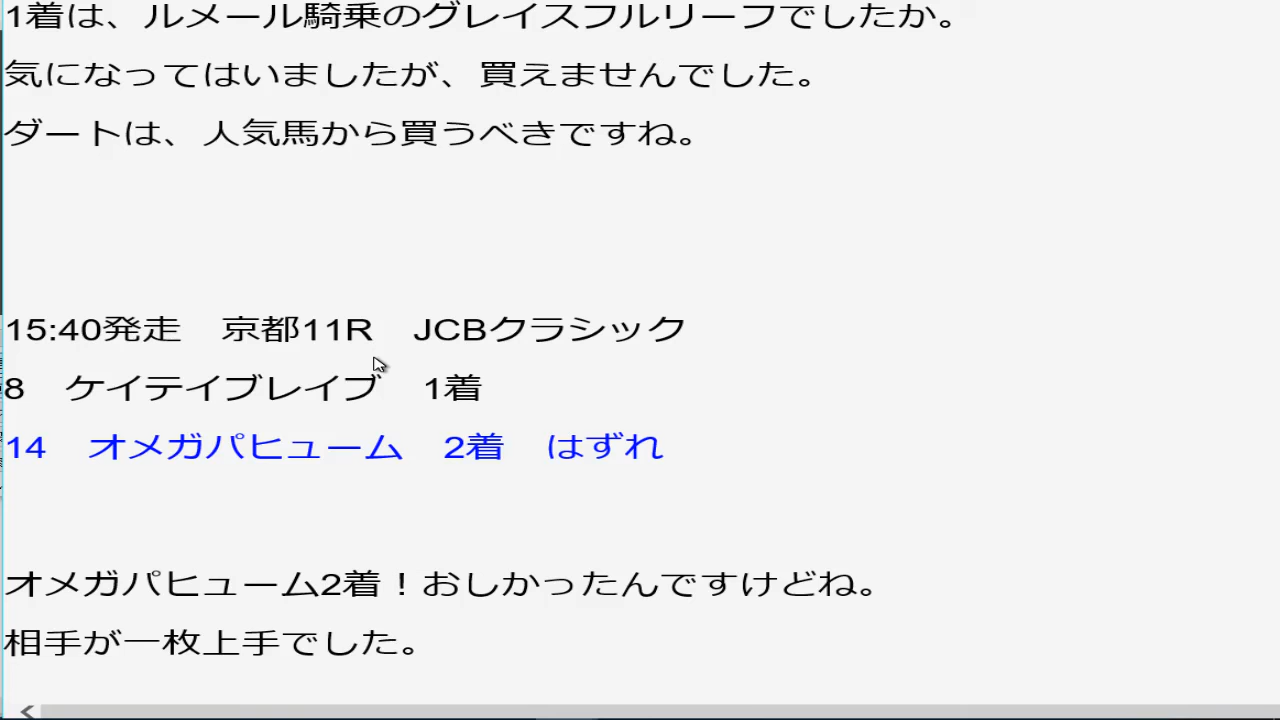 1着は、ルメール騎乗のグレイスフルリーフでしたか。
気になってはいましたが、買えませんでした。
ダートは、人気馬から買うべきですね。
15:40発走　京都11R　JCBクラシック
8　ケイテイブレイブ　1着
14　オメガパヒューム　2着　はずれ
オメガパヒューム2着！おしかったんですけどね。
相手が一枚上手でした。